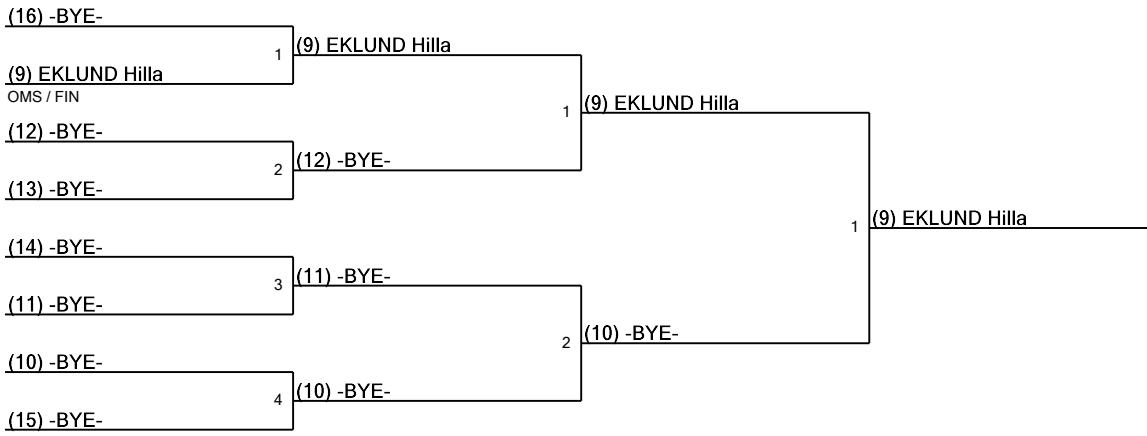 (16) -BYE-
1
(9) EKLUND Hilla
(9) EKLUND Hilla
OMS / FIN
1
(9) EKLUND Hilla
(12) -BYE-
2
(12) -BYE-
(13) -BYE-
1
(9) EKLUND Hilla
(14) -BYE-
3
(11) -BYE-
(11) -BYE-
2
(10) -BYE-
(10) -BYE-
4
(10) -BYE-
(15) -BYE-